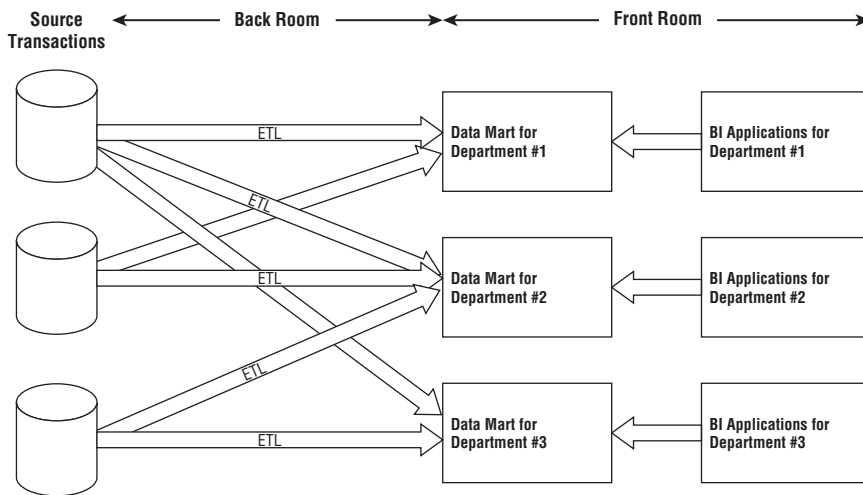 Source
Transactions
Back Room
Front Room
ETL
Data Mart for
Department #1
BI Applications for
Department #1
ETL
ETL
Data Mart for
Department #2
BI Applications for
Department #2
ETL
ETL
Data Mart for
Department #3
BI Applications for
Department #3